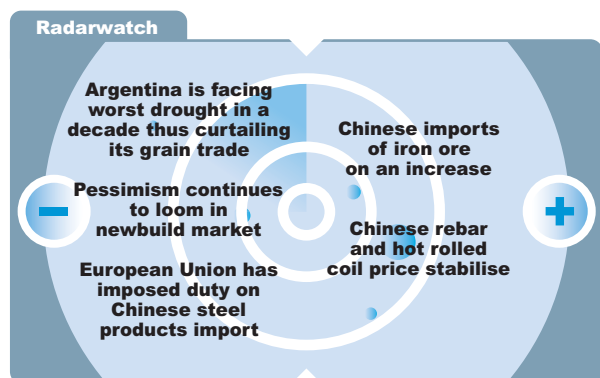 Radarwatch
Argentina is facing
worst drought in a
decade thus curtailing
its grain trade
Pessimism continues
to loom in
newbuild market
European Union has
imposed duty on
Chinese steel
products import
Chinese imports
of iron ore
on an increase
Chinese rebar
and hot rolled
coil price stabilise
−
+